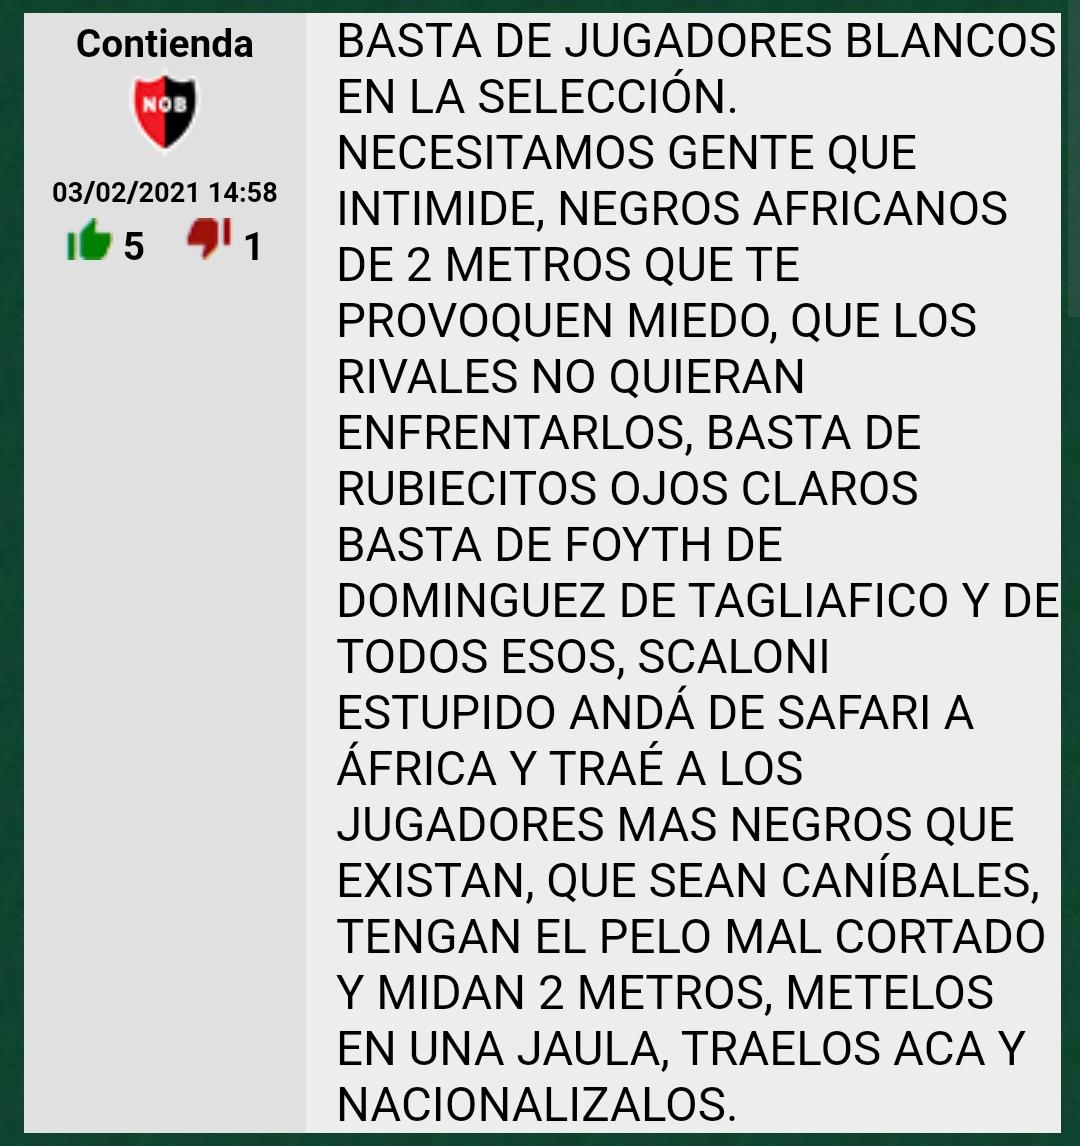 Contienda
NOB
03/02/2021 14:58
5 1
BASTA DE JUGADORES BLANCOS
EN LA SELECCIÓN.
NECESITAMOS GENTE QUE
INTIMIDE, NEGROS AFRICANOS
DE 2 METROS QUE TE
PROVOQUEN MIEDO, QUE LOS
RIVALES NO QUIERAN
ENFRENTARLOS, BASTA DE
RUBIECITOS OJOS CLAROS
BASTA DE FOYTH DE
DOMINGUEZ DE TAGLIAFICO Y DE
TODOS ESOS, SCALONI
ESTUPIDO ANDÁ DE SAFARI A
ÁFRICA Y TRAÉ A LOS
JUGADORES MAS NEGROS QUE
EXISTAN, QUE SEAN CANÍBALES,
TENGAN EL PELO MAL CORTADO
Y MIDAN 2 METROS, METELOS
EN UNA JAULA, TRAELOS ACA Y
NACIONALIZALOS.